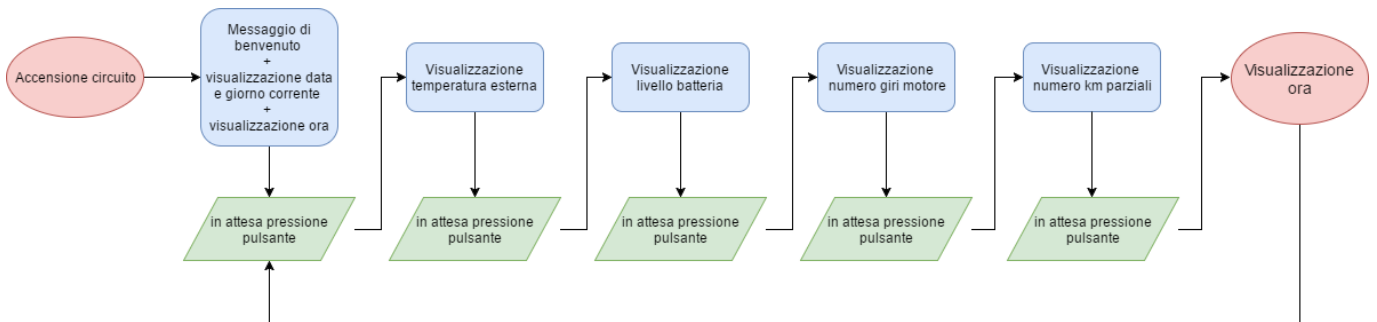 Accensione circuito
Messaggio di
benvenuto
+
visualizzazione data
e giorno corrente
+
visualizzazione ora
in attesa pressione
pulsante
Visualizzazione
temperatura esterna
in attesa pressione
pulsante
Visualizzazione
livello batteria
in attesa pressione
pulsante
Visualizzazione
numero giri motore
in attesa pressione
pulsante
Visualizzazione
numero km parziali
in attesa pressione
pulsante
Visualizzazione
ora